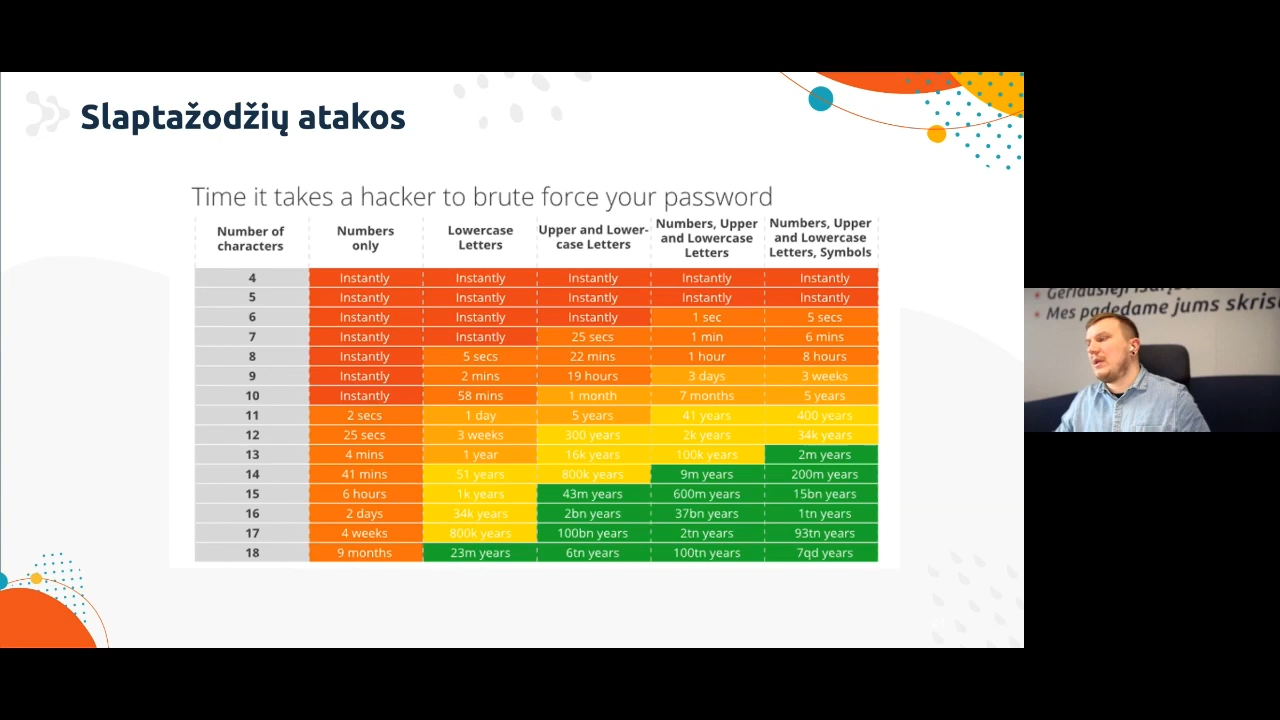 Slaptažodžių atakos
Time it takes a hacker to brute force your password
Number of characters Numbers only Lowercase Letters Upper and Lower-case Letters Numbers, Upper and Lowercase Letters Numbers, Upper and Lowercase Letters, Symbols
4 Instantly Instantly Instantly Instantly Instantly
5 Instantly Instantly Instantly Instantly Instantly
6 Instantly Instantly Instantly 1 sec 5 secs
7 Instantly Instantly 25 secs 1 min 6 mins
8 Instantly 5 secs 22 mins 1 hour 8 hours
9 Instantly 2 mins 19 hours 3 days 3 weeks
10 Instantly 58 mins 1 month 7 months 5 years
11 2 secs 1 day 5 years 41 years 400 years
12 25 secs 3 weeks 300 years 2k years 34k years
13 4 mins 1 year 16k years 100k years 2m years
14 41 mins 51 years 800k years 9m years 200m years
15 6 hours 1k years 43m years 600m years 15bn years
16 2 days 34k years 2bn years 37bn years 1tn years
17 4 weeks 800k years 100bn years 2tn years 93tn years
18 9 months 23m years 6tn years 100tn years 7qd years
Geriausieji
Mes padedame jums skris